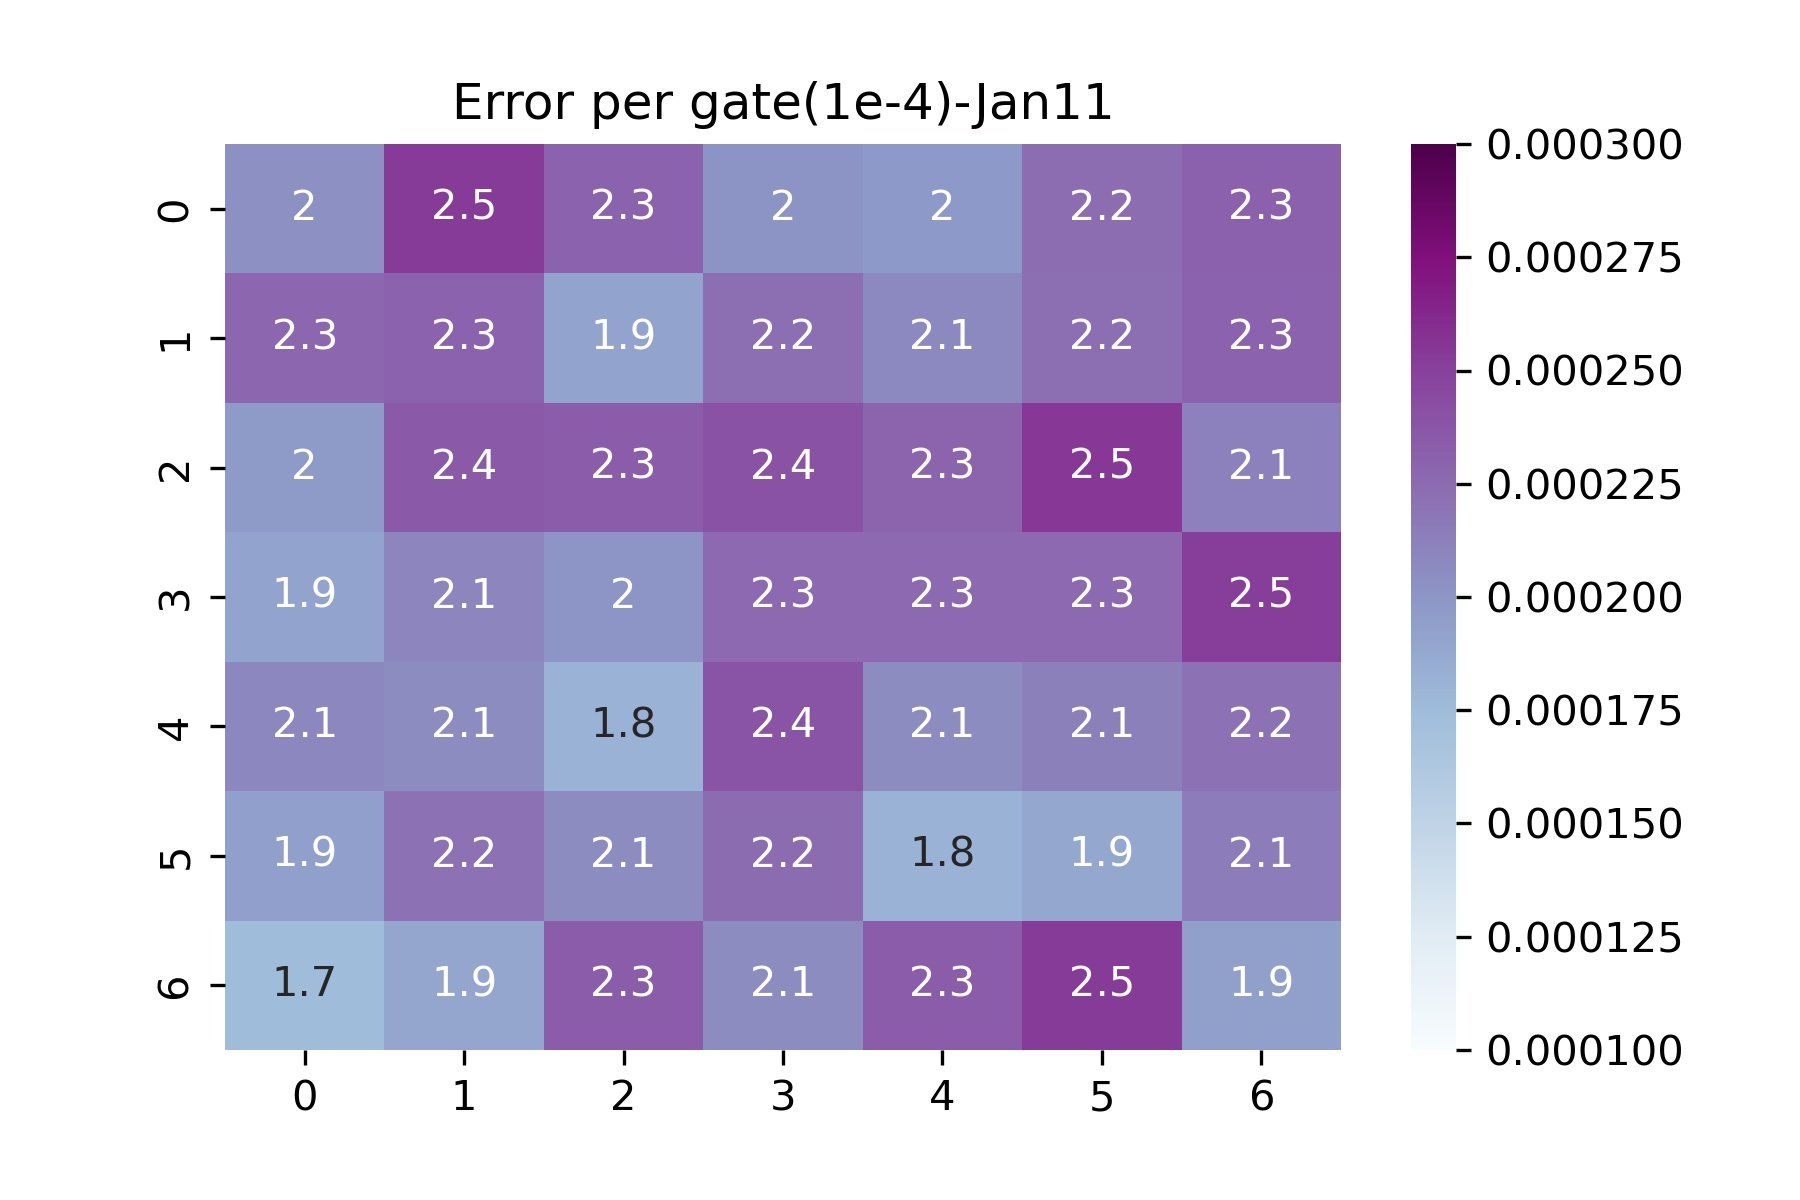 Error per gate(1e-4)-Jan11
0 2 2.5 2.3 2 2 2.2 2.3
1 2.3 2.3 1.9 2.2 2.1 2.2 2.3
2 2 2.4 2.3 2.4 2.3 2.5 2.1
3 1.9 2.1 2 2.3 2.3 2.3 2.5
4 2.1 2.1 1.8 2.4 2.1 2.1 2.2
5 1.9 2.2 2.1 2.2 1.8 1.9 2.1
6 1.7 1.9 2.3 2.1 2.3 2.5 1.9
0 1 2 3 4 5 6
0.000300
0.000275
0.000250
0.000225
0.000200
0.000175
0.000150
0.000125
0.000100